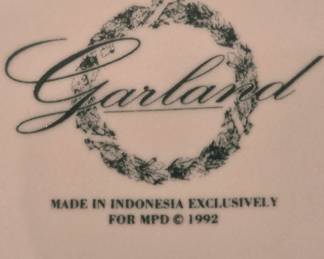 Garland
MADE IN INDONESIA EXCLUSIVELY
FOR MPD © 1992